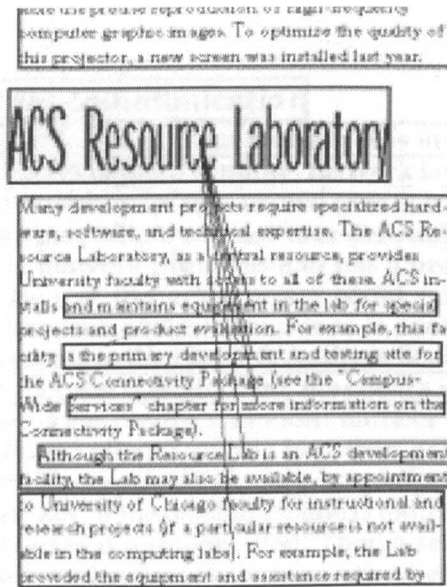 more the precise reproduction of high-frequency
computer graphic images. To optimize the quality of
this projector, a new screen was installed last year.
ACS Resource Laboratory
Many development projects require specialized hard-
ware, software, and technical expertise. The ACS Re-
source Laboratory, as a central resource, provides
University faculty with access to all of these. ACS in-
stalls and maintains equipment in the lab for special
projects and product evaluation. For example, this fa
cility is the primary development and testing site for
the ACS Connectivity Package (see the "Campus-
Wide Services" chapter for more information on the
Connectivity Package).
Although the Resource Lab is an ACS development
facility, the Lab may also be available, by appointment
to University of Chicago faculty for instructional and
research projects (if a particular resource is not avail-
able in the computing labs). For example, the Lab
provided the equipment and assistance required by